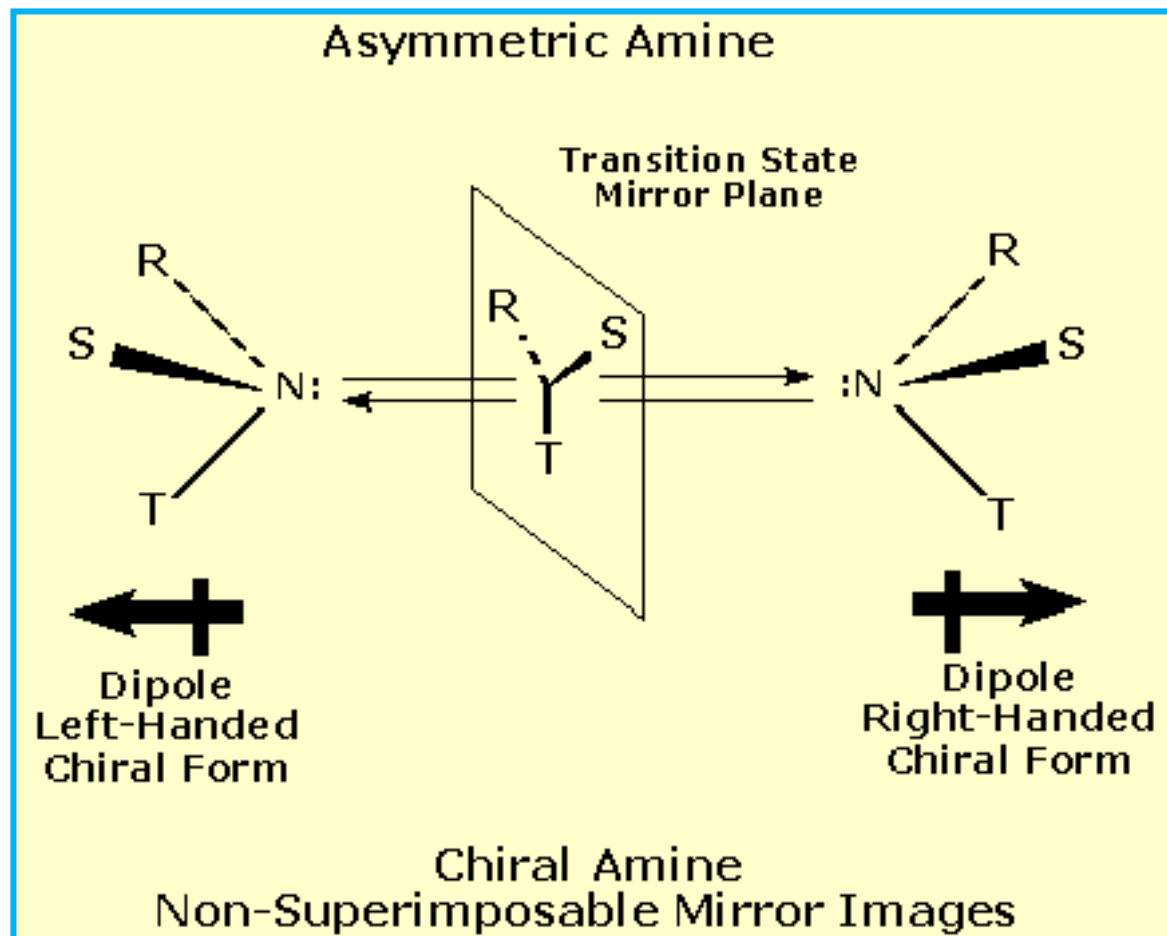 Asymmetric Amine
Transition State
Mirror Plane
R
S
N:
T
R
S
T
R
S
:N
T
Dipole
Left-Handed
Chiral Form
Dipole
Right-Handed
Chiral Form
Chiral Amine
Non-Superimposable Mirror Images